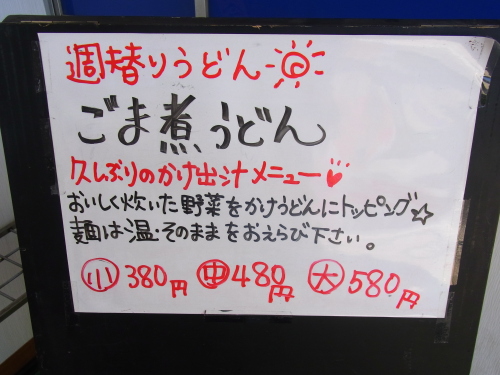 週替りうどん
ごま煮うどん
久しぶりのかけ出汁メニュー♥
おいしく炊いた野菜をかけうどんにトッピング☆
麺は温・そのままをおえらび下さい。
小380円 中480円 大580円